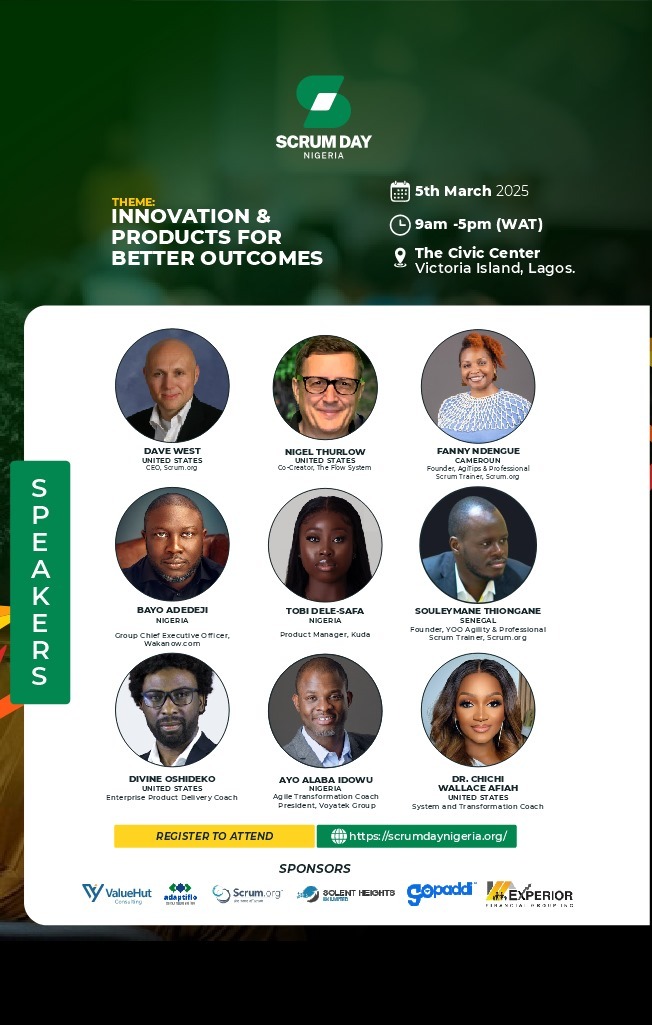 SCRUM DAY
NIGERIA
THEME:
INNOVATION &
PRODUCTS FOR
BETTER OUTCOMES
5th March 2025
9am -5pm (WAT)
The Civic Center
Victoria Island, Lagos.
SPEAKERS
DAVE WEST
UNITED STATES
CEO, Scrum.org
NIGEL THURLOW
UNITED STATES
Co-Creator, The Flow System
FANNY NDENGUE
CAMEROUN
Founder, AgiTips & Professional
Scrum Trainer, Scrum.org
BAYO ADEDEJI
NIGERIA
Group Chief Executive Officer,
Wakanow.com
TOBI DELE-SAFA
NIGERIA
Product Manager, Kuda
SOULEYMANE THIONGANE
SENEGAL
Founder, YOO Agility & Professional
Scrum Trainer, Scrum.org
DIVINE OSHIDEKO
UNITED STATES
Enterprise Product Delivery Coach
AYO ALABA IDOWU
NIGERIA
Agile Transformation Coach
President, Voyatek Group
DR. CHICHI
WALLACE AFIAH
UNITED STATES
System and Transformation Coach
REGISTER TO ATTEND
https://scrumdaynigeria.org/
SPONSORS
ValueHut
Consulting
adaptiflo
Scrum.org
SOLENT HEIGHTS
gopaddi
EXPERIOR
FINANCIAL GROUP INC